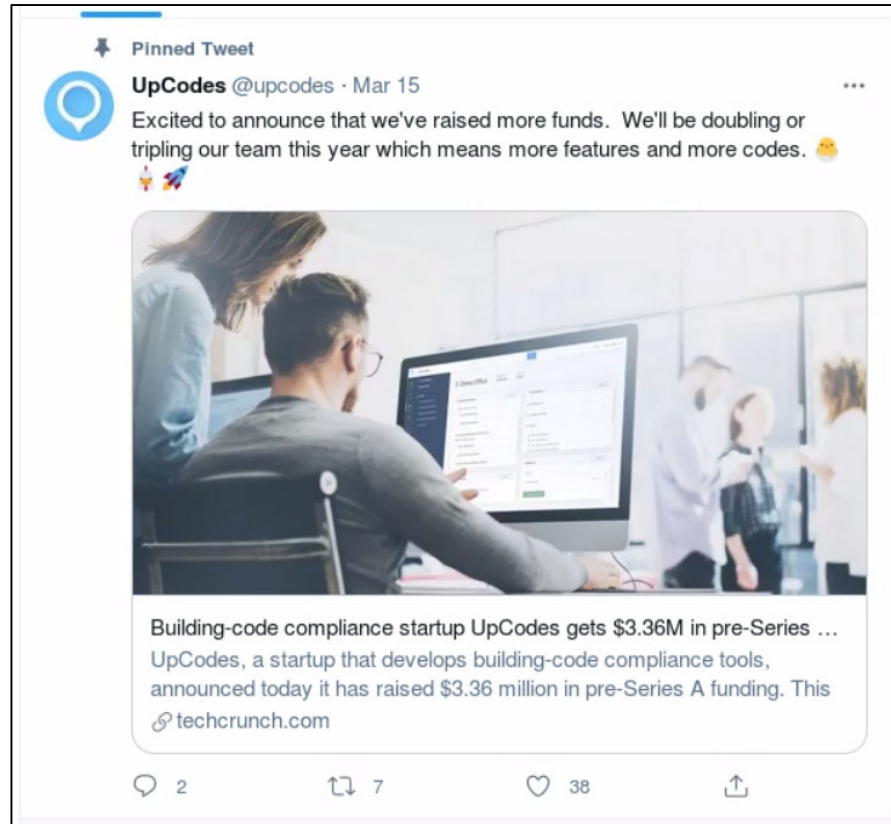 Pinned Tweet
UpCodes @upcodes · Mar 15
Excited to announce that we've raised more funds.  We'll be doubling or
tripling our team this year which means more features and more codes. 🐣
🚀
Building-code compliance startup UpCodes gets $3.36M in pre-Series ...
UpCodes, a startup that develops building-code compliance tools,
announced today it has raised $3.36 million in pre-Series A funding. This
techcrunch.com
2 7 38